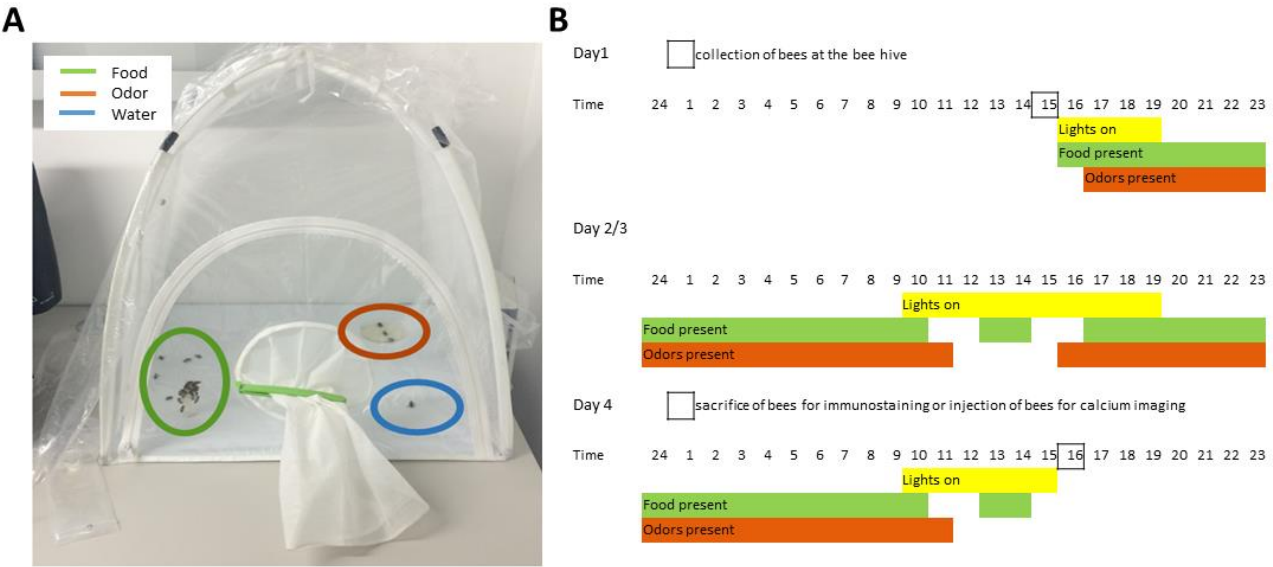 A
Food
Odor
Water
B
Day1
collection of bees at the bee hive
Time 24 1 2 3 4 5 6 7 8 9 10 11 12 13 14 15 16 17 18 19 20 21 22 23
Lights on
Food present
Odors present
Day 2/3
Time 24 1 2 3 4 5 6 7 8 9 10 11 12 13 14 15 16 17 18 19 20 21 22 23
Lights on
Food present
Odors present
Day 4
sacrifice of bees for immunostaining or injection of bees for calcium imaging
Time 24 1 2 3 4 5 6 7 8 9 10 11 12 13 14 15 16 17 18 19 20 21 22 23
Lights on
Food present
Odors present